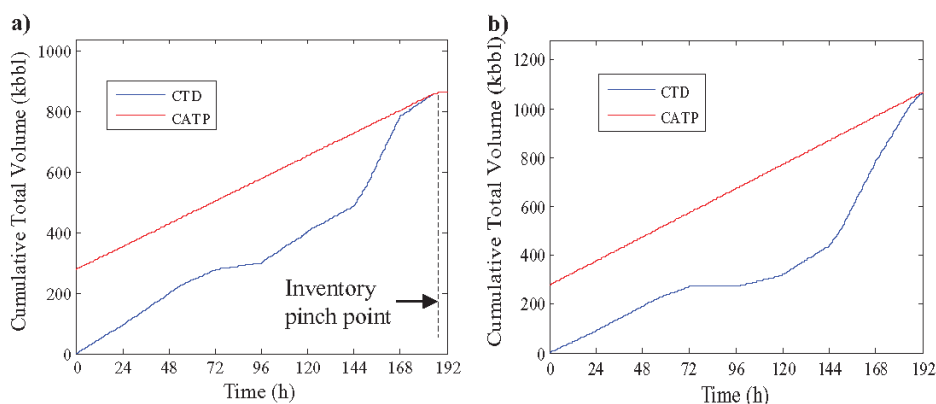 a)
Cumulative Total Volume (kbbl)
1000
800
600
400
200
0
CTD
CATP
Inventory
pinch point
0 24 48 72 96 120 144 168 192
Time (h)
b)
Cumulative Total Volume (kbbl)
1200
1000
800
600
400
200
0
CTD
CATP
0 24 48 72 96 120 144 168 192
Time (h)